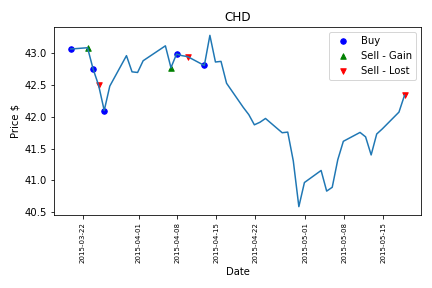 CHD
Buy
Sell - Gain
Sell - Lost
Price $
43.0
42.5
42.0
41.5
41.0
40.5
2015-03-22
2015-04-01
2015-04-08
2015-04-15
2015-04-22
2015-05-01
2015-05-08
2015-05-15
Date